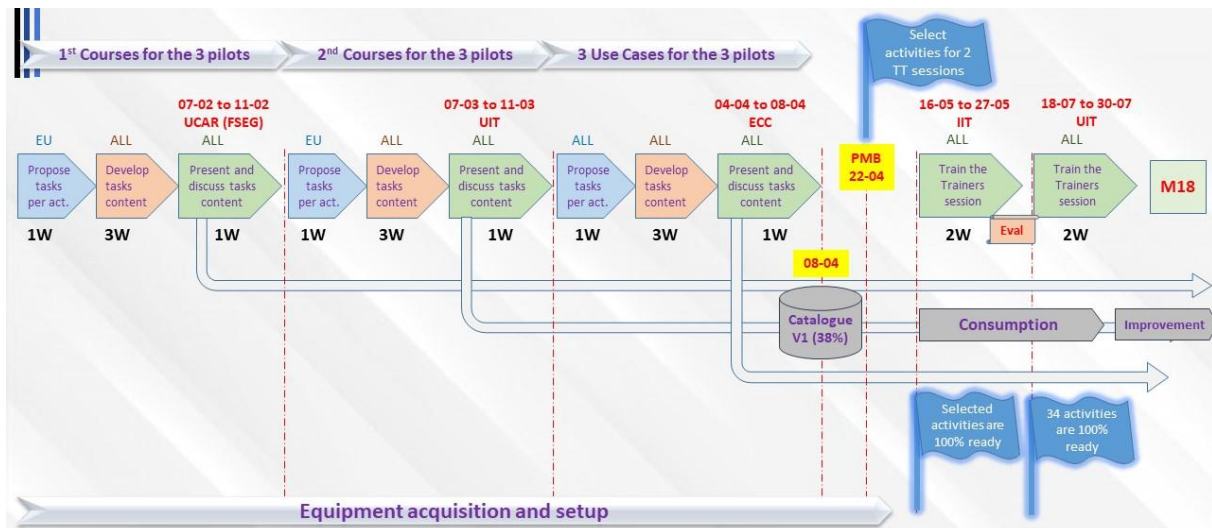 1st Courses for the 3 pilots
2nd Courses for the 3 pilots
3 Use Cases for the 3 pilots
Select
activities for 2
TT sessions
07-02 to 11-02
UCAR (FSEG)
07-03 to 11-03
UIT
04-04 to 08-04
ECC
16-05 to 27-05
IIT
18-07 to 30-07
UIT
EU
ALL
ALL
EU
ALL
ALL
ALL
ALL
ALL
ALL
ALL
Propose
tasks
per act.
Develop
tasks
content
Present and
discuss tasks
content
Propose
tasks
per act.
Develop
tasks
content
Present and
discuss tasks
content
Propose
tasks
per act.
Develop
tasks
content
Present and
discuss tasks
content
PMB
22-04
Train the
Trainers
session
Train the
Trainers
session
M18
1W
3W
1W
1W
3W
1W
1W
3W
1W
2W
Eval
2W
08-04
Catalogue
V1 (38%)
Consumption
Improvement
Selected
activities are
100% ready
34 activities
are 100%
ready
Equipment acquisition and setup